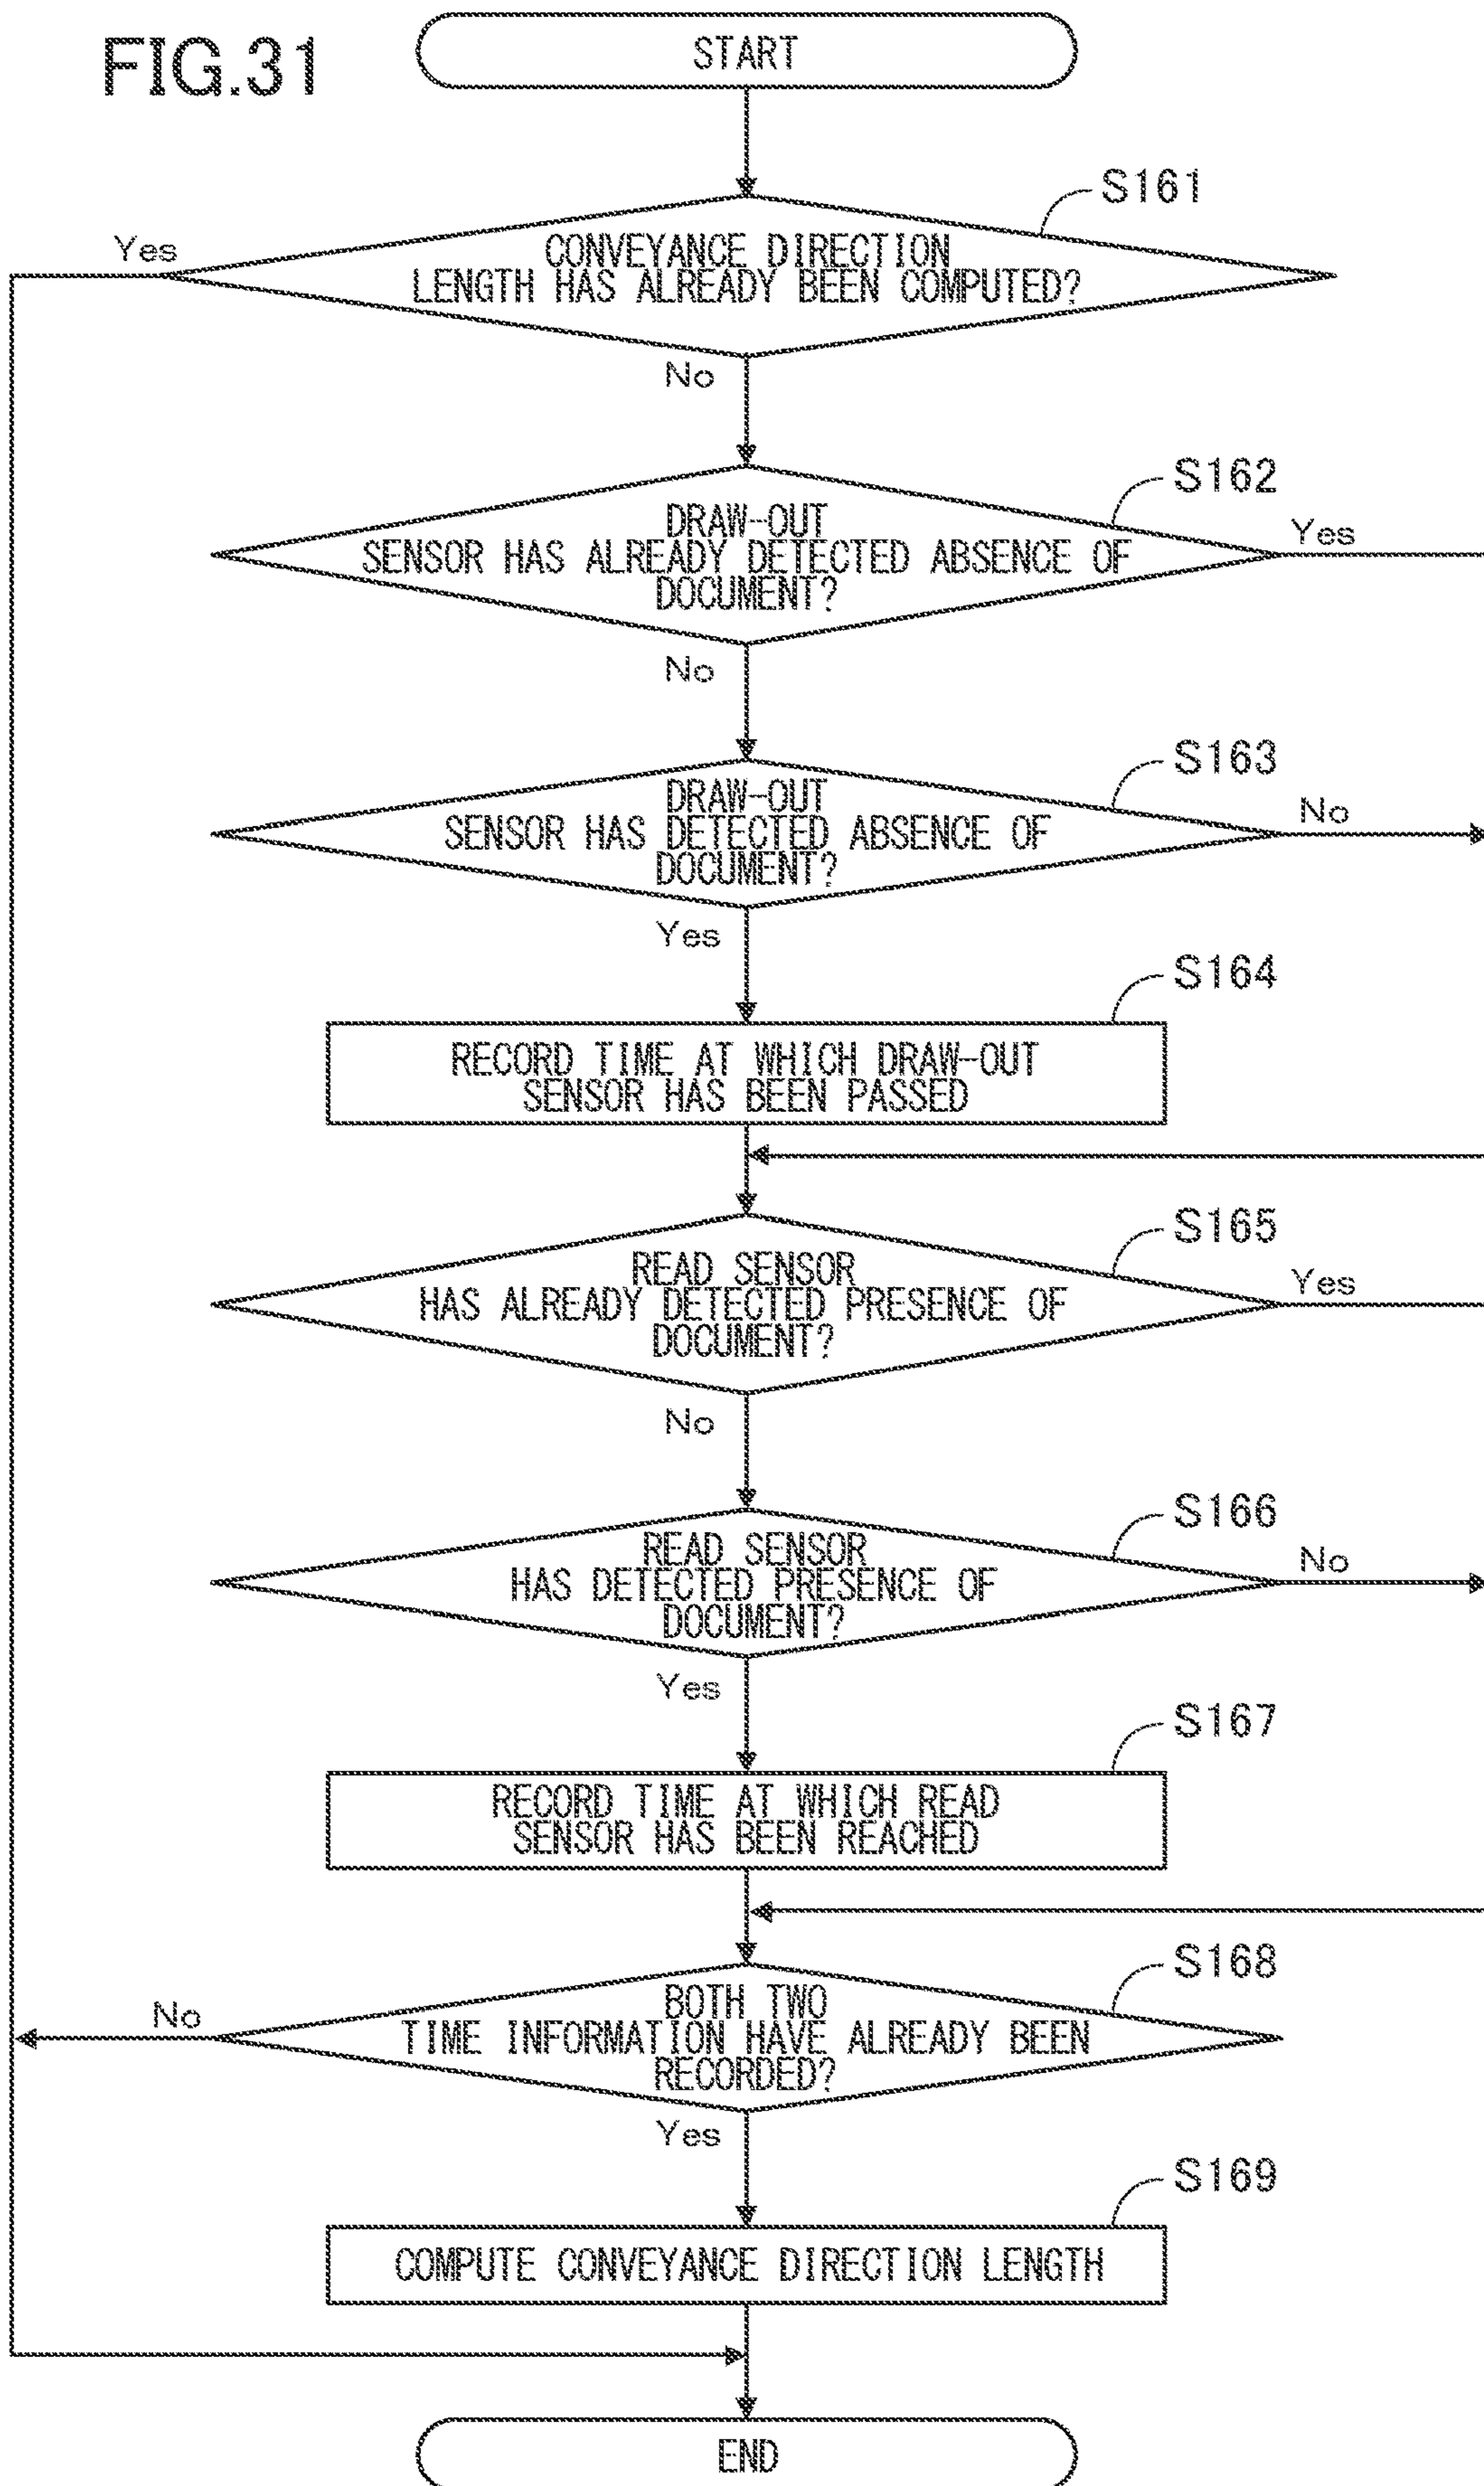 FIG.31
START
S161
Yes
CONVEYANCE DIRECTION
LENGTH HAS ALREADY BEEN COMPUTED?
No
S162
DRAW-OUT
SENSOR HAS ALREADY DETECTED ABSENCE OF
DOCUMENT?
Yes
No
S163
DRAW-OUT
SENSOR HAS DETECTED ABSENCE OF
DOCUMENT?
No
Yes
S164
RECORD TIME AT WHICH DRAW-OUT
SENSOR HAS BEEN PASSED
S165
READ SENSOR
HAS ALREADY DETECTED PRESENCE OF
DOCUMENT?
Yes
No
S166
READ SENSOR
HAS DETECTED PRESENCE OF
DOCUMENT?
No
Yes
S167
RECORD TIME AT WHICH READ
SENSOR HAS BEEN REACHED
S168
BOTH TWO
TIME INFORMATION HAVE ALREADY BEEN
RECORDED?
No
Yes
S169
COMPUTE CONVEYANCE DIRECTION LENGTH
END